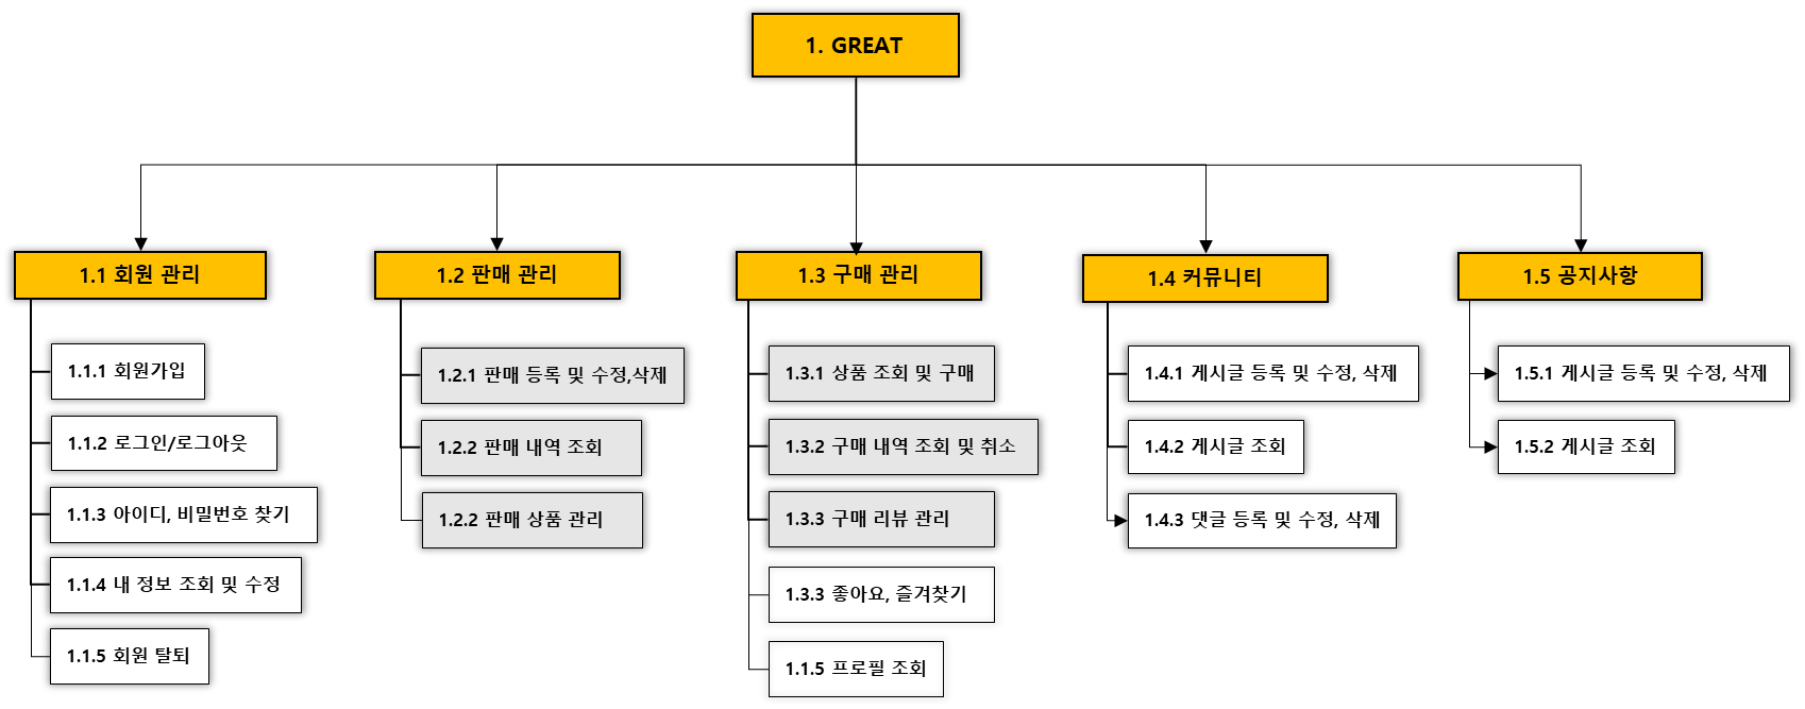 1. GREAT
1.1 회원 관리
1.1.1 회원가입
1.1.2 로그인/로그아웃
1.1.3 아이디, 비밀번호 찾기
1.1.4 내 정보 조회 및 수정
1.1.5 회원 탈퇴
1.2 판매 관리
1.2.1 판매 등록 및 수정,삭제
1.2.2 판매 내역 조회
1.2.2 판매 상품 관리
1.3 구매 관리
1.3.1 상품 조회 및 구매
1.3.2 구매 내역 조회 및 취소
1.3.3 구매 리뷰 관리
1.3.3 좋아요, 즐겨찾기
1.1.5 프로필 조회
1.4 커뮤니티
1.4.1 게시글 등록 및 수정, 삭제
1.4.2 게시글 조회
1.4.3 댓글 등록 및 수정, 삭제
1.5 공지사항
1.5.1 게시글 등록 및 수정, 삭제
1.5.2 게시글 조회